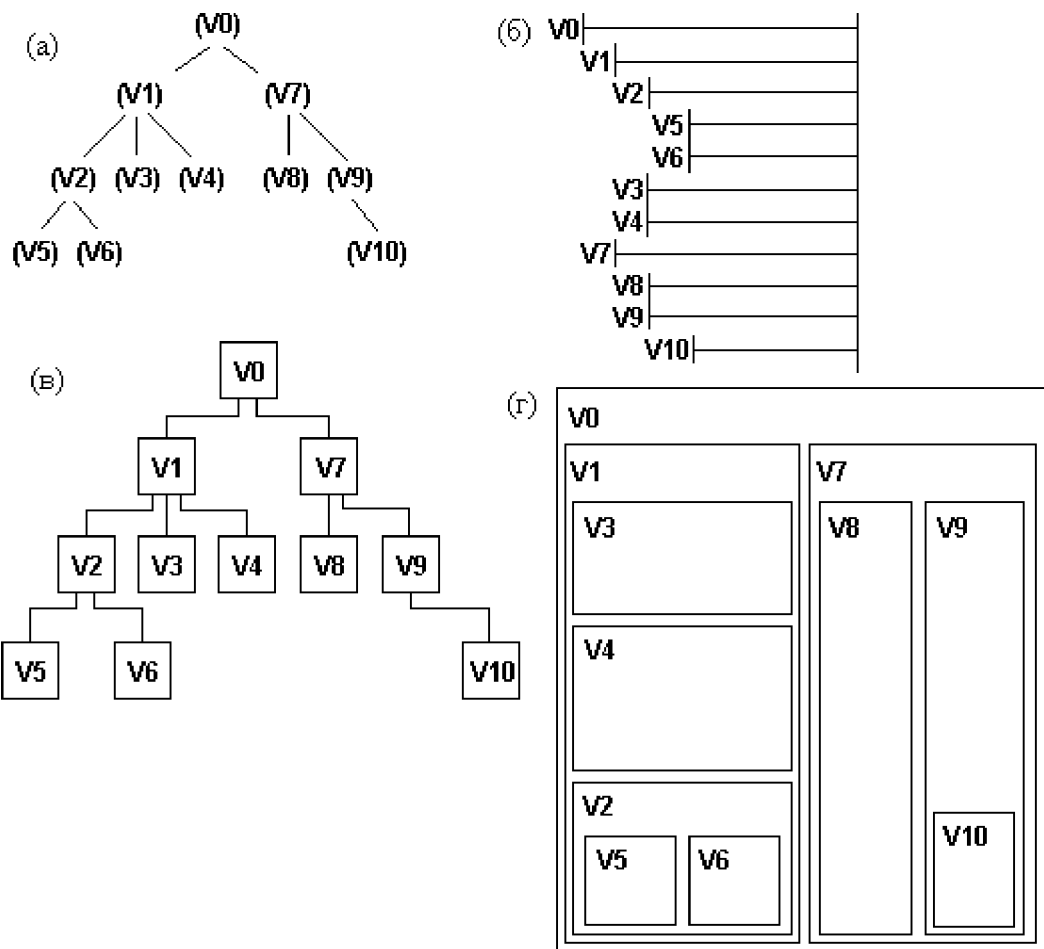 (а)
(V0)
(V1) (V7)
(V2) (V3) (V4) (V8) (V9)
(V5) (V6) (V10)
(б)
V0
V1
V2
V5
V6
V3
V4
V7
V8
V9
V10
(в)
V0
V1 V7
V2 V3 V4 V8 V9
V5 V6 V10
(г)
V0
V1 V7
V3 V8 V9
V4
V2
V5 V6 V10